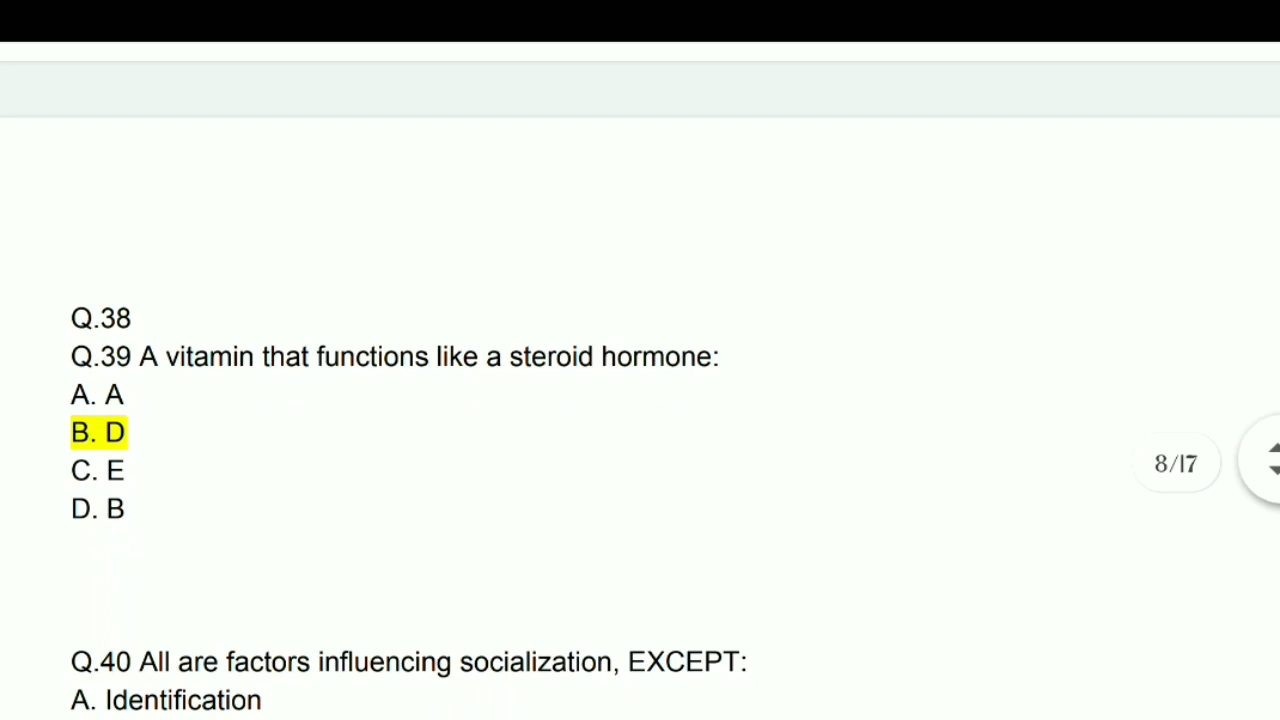 Q.38
Q.39 A vitamin that functions like a steroid hormone:
A. A
B. D
C. E
D. B
8/17
Q.40 All are factors influencing socialization, EXCEPT:
A. Identification